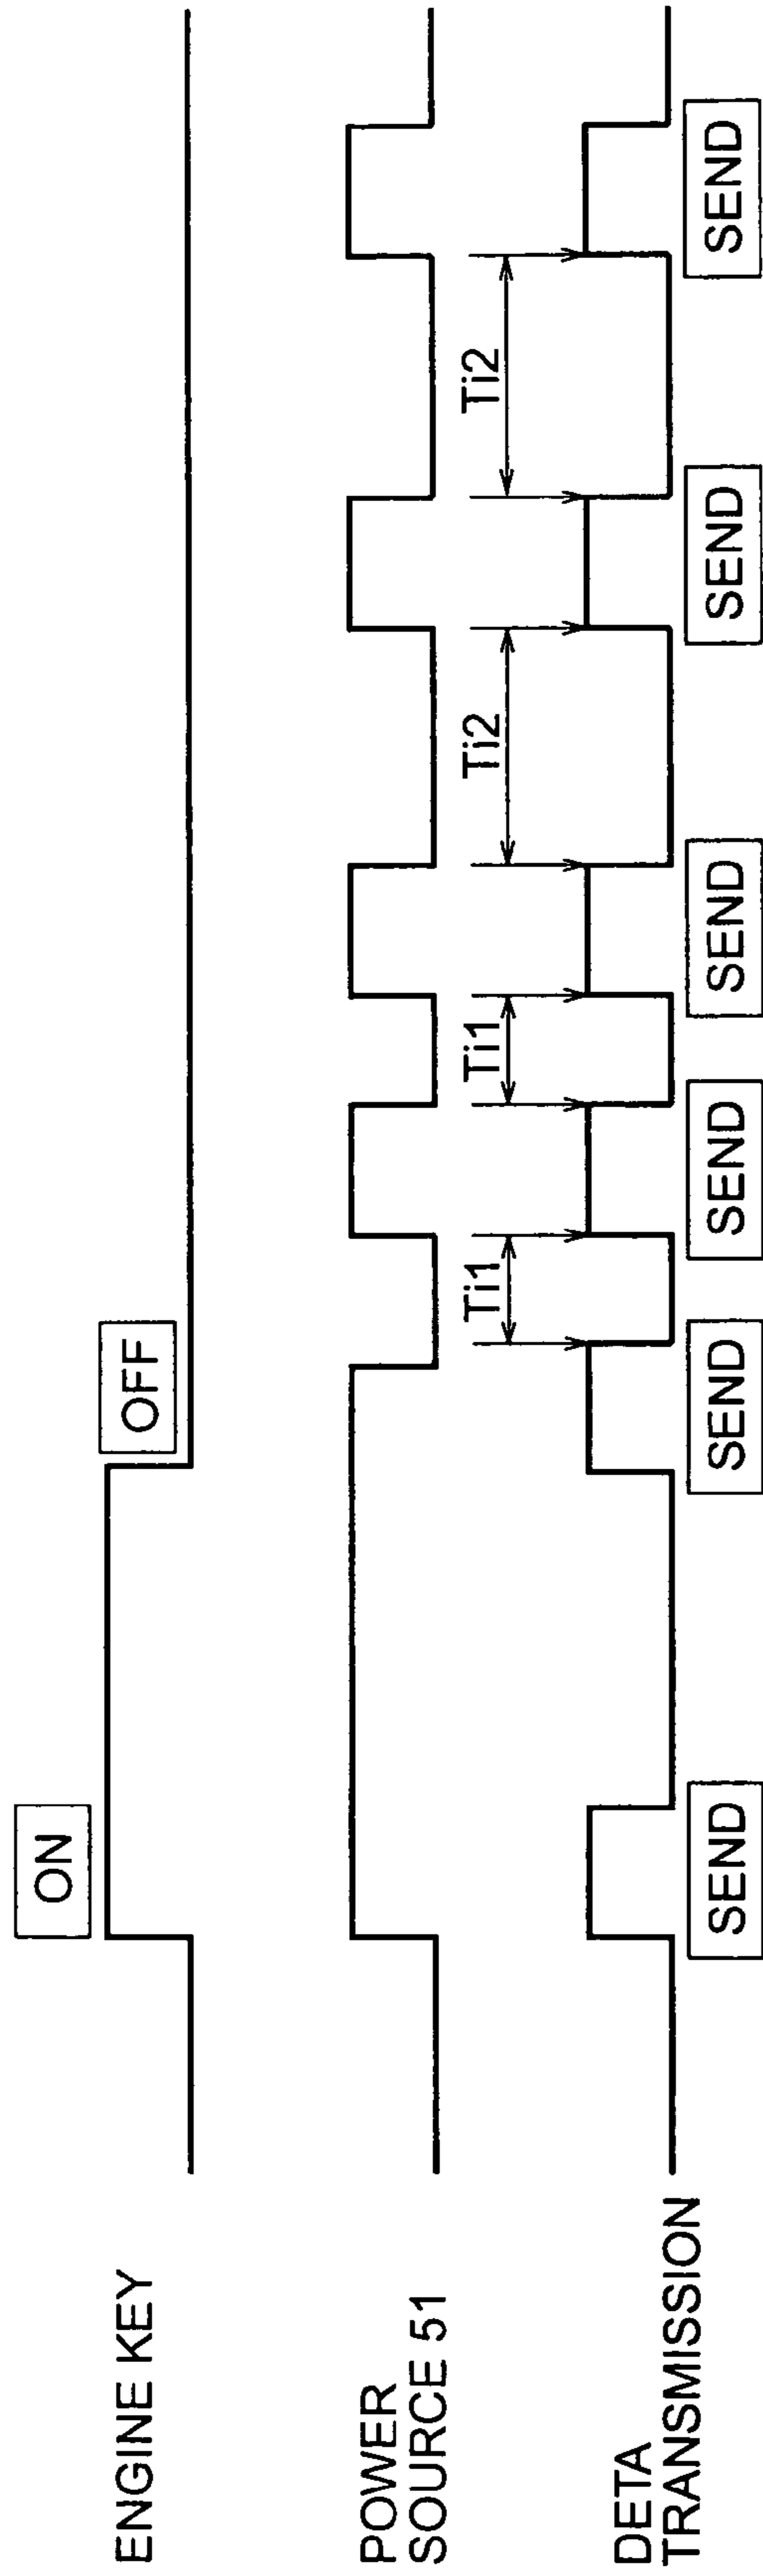 ENGINE KEY
ON
OFF
POWER
SOURCE 51
Ti1
Ti1
Ti2
Ti2
DETA
TRANSMISSION
SEND
SEND
SEND
SEND
SEND
SEND